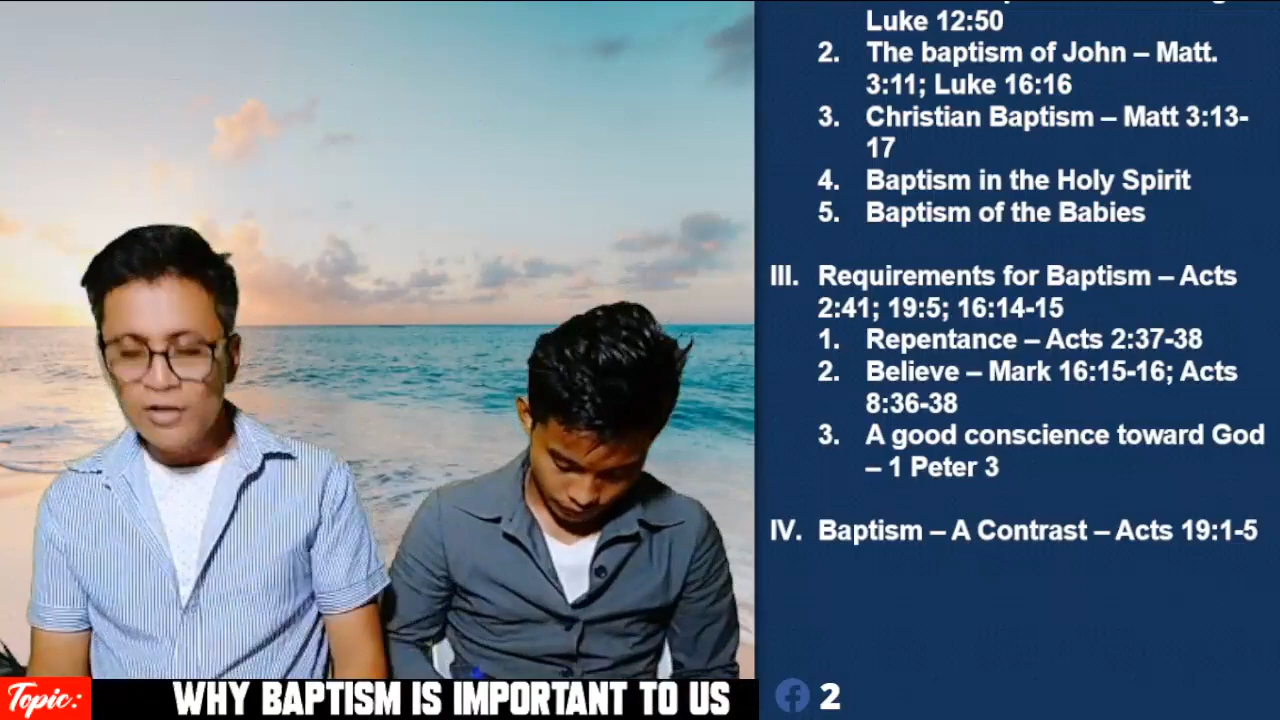 Luke 12:50
2. The baptism of John – Matt.
3:11; Luke 16:16
3. Christian Baptism – Matt 3:13-
17
4. Baptism in the Holy Spirit
5. Baptism of the Babies
III. Requirements for Baptism – Acts
2:41; 19:5; 16:14-15
1. Repentance – Acts 2:37-38
2. Believe – Mark 16:15-16; Acts
8:36-38
3. A good conscience toward God
– 1 Peter 3
IV. Baptism – A Contrast – Acts 19:1-5
Topic: WHY BAPTISM IS IMPORTANT TO US
2